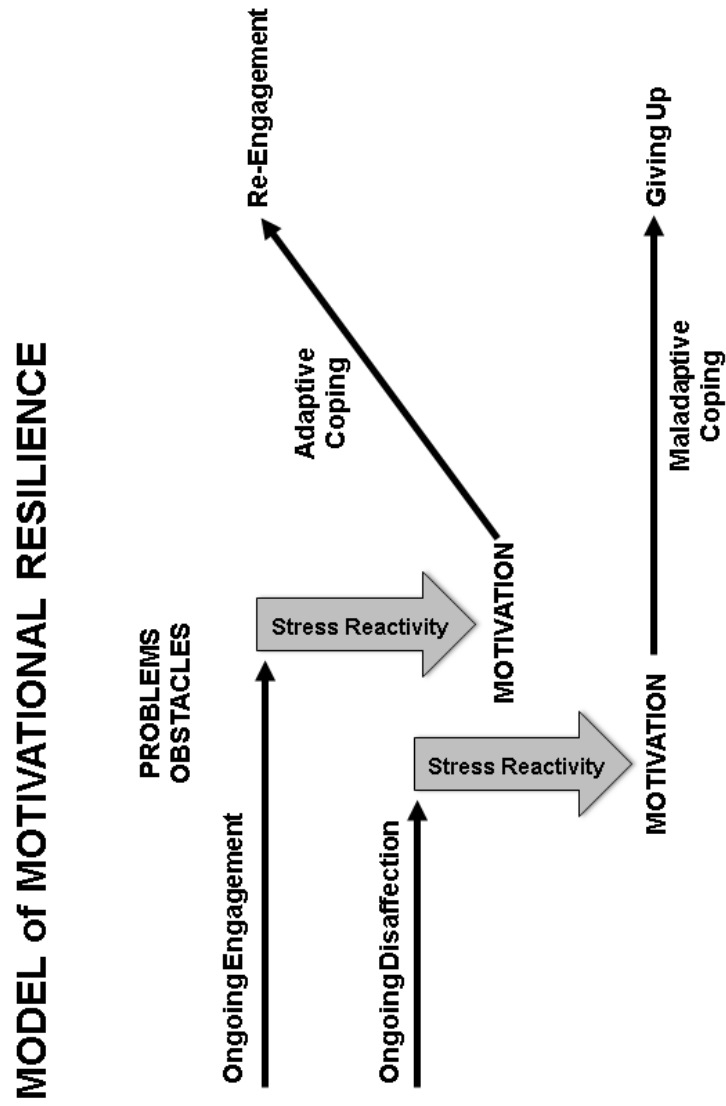 MODEL of MOTIVATIONAL RESILIENCE
PROBLEMS
OBSTACLES
Ongoing Engagement
Stress Reactivity
MOTIVATION
Adaptive
Coping
Re-Engagement
Ongoing Disaffection
Stress Reactivity
MOTIVATION
Maladaptive
Coping
Giving Up